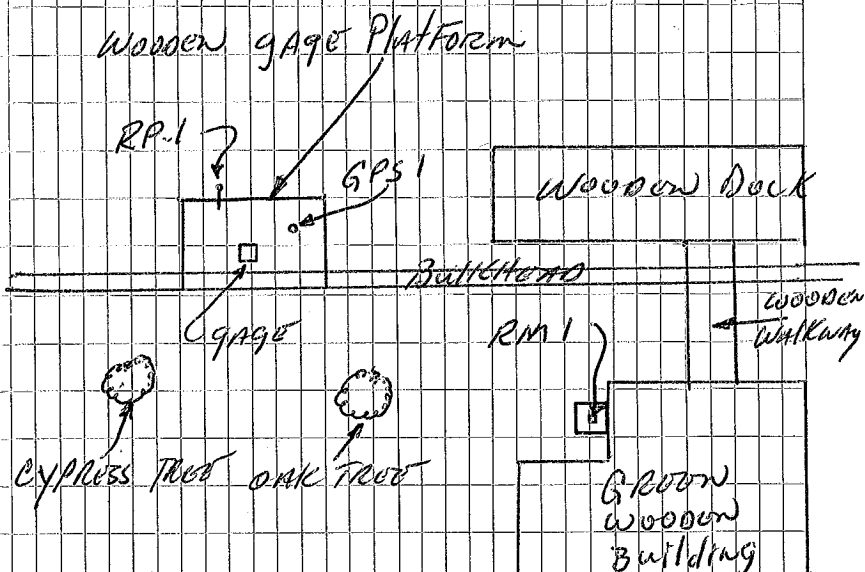 WOODEN GAGE PLATFORM
RP-1
GPS 1
WOODEN DOCK
BULKHEAD
WOODEN
WALKWAY
GAGE
RM 1
CYPRESS TREE
OAK TREE
GREEN
WOODEN
BuildING